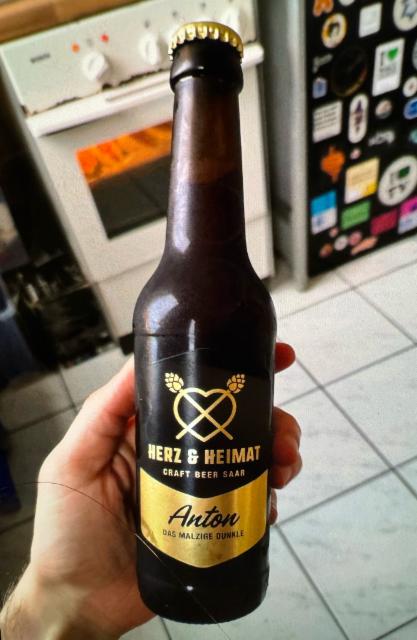 HERZ & HEIMAT
CRAFT BEER SAAR
Anton
DAS MALZIGE DUNKLE